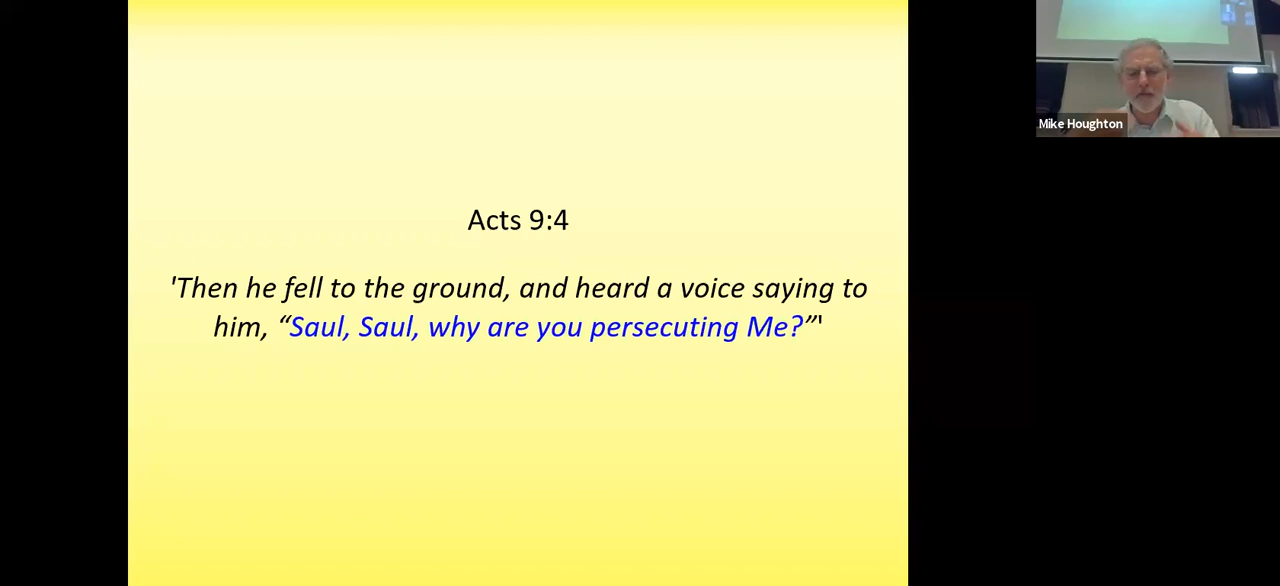 Acts 9:4
'Then he fell to the ground, and heard a voice saying to
him, “Saul, Saul, why are you persecuting Me?”'
Mike Houghton